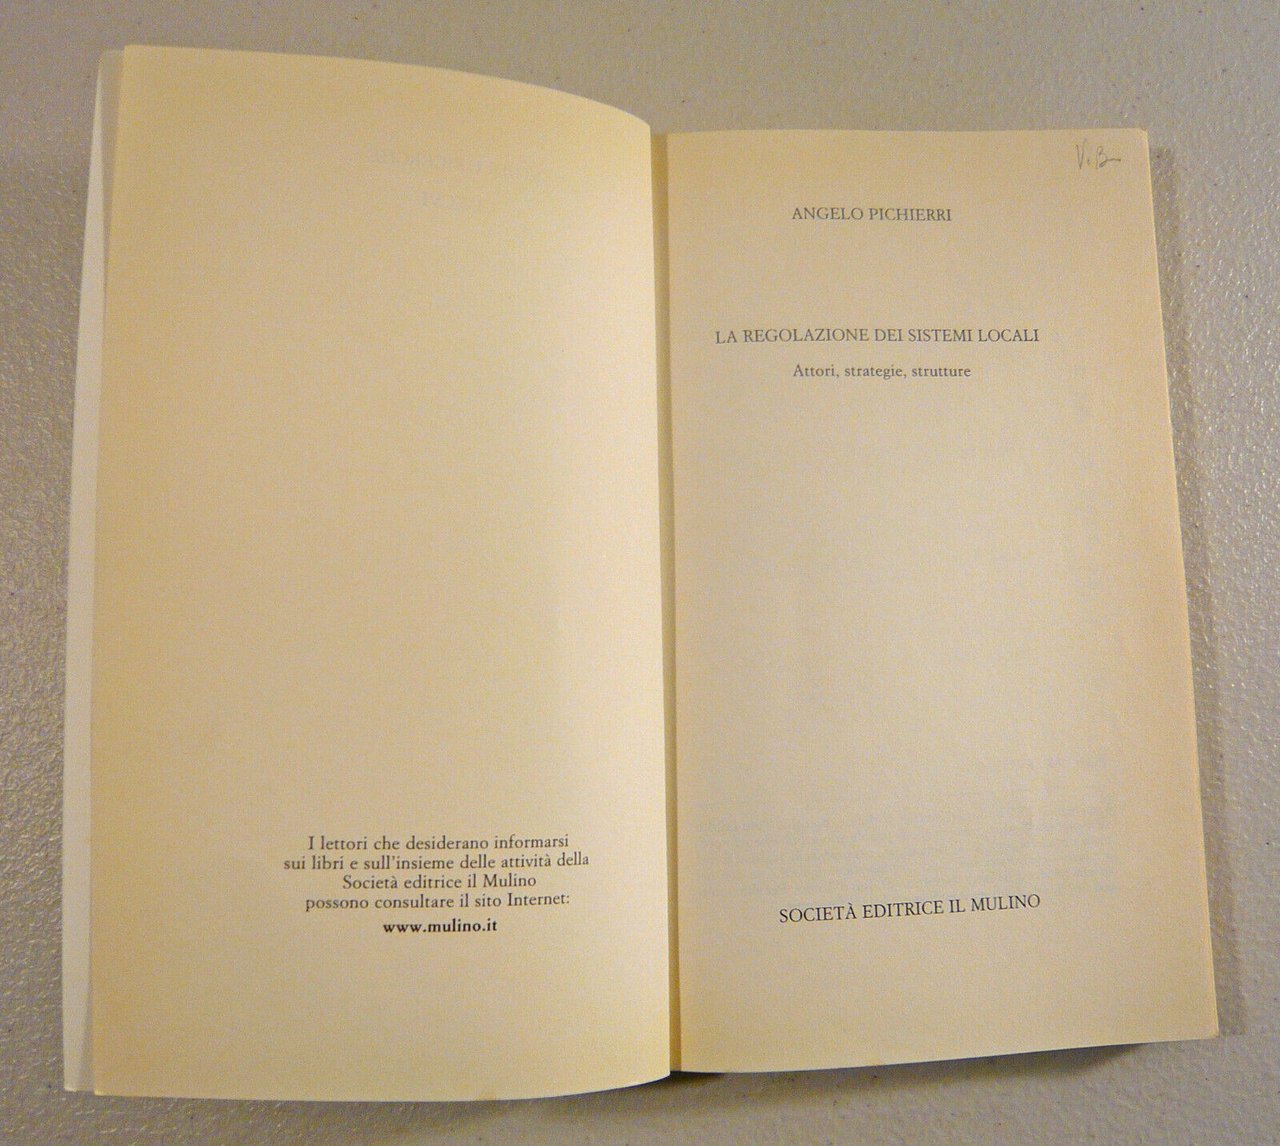 I lettori che desiderano informarsi
sui libri e sull'insieme delle attività della
Società editrice il Mulino
possono consultare il sito Internet:
www.mulino.it
V.B
ANGELO PICHIERRI
LA REGOLAZIONE DEI SISTEMI LOCALI
Attori, strategie, strutture
SOCIETÀ EDITRICE IL MULINO